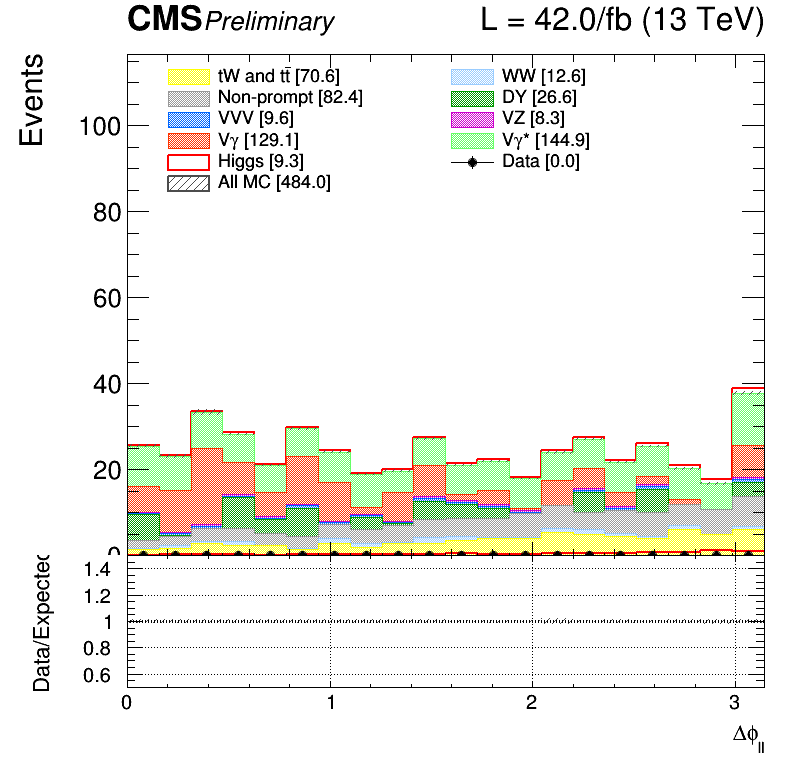 CMS Preliminary L = 42.0/fb (13 TeV)
Events
tW and tt̄ [70.6] WW [12.6]
Non-prompt [82.4] DY [26.6]
VVV [9.6] VZ [8.3]
Vγ [129.1] Vγ* [144.9]
Higgs [9.3] Data [0.0]
All MC [484.0]
100
80
60
40
20
0
Data/Expected
1.4
1.2
1
0.8
0.6
0 1 2 3
Δϕll